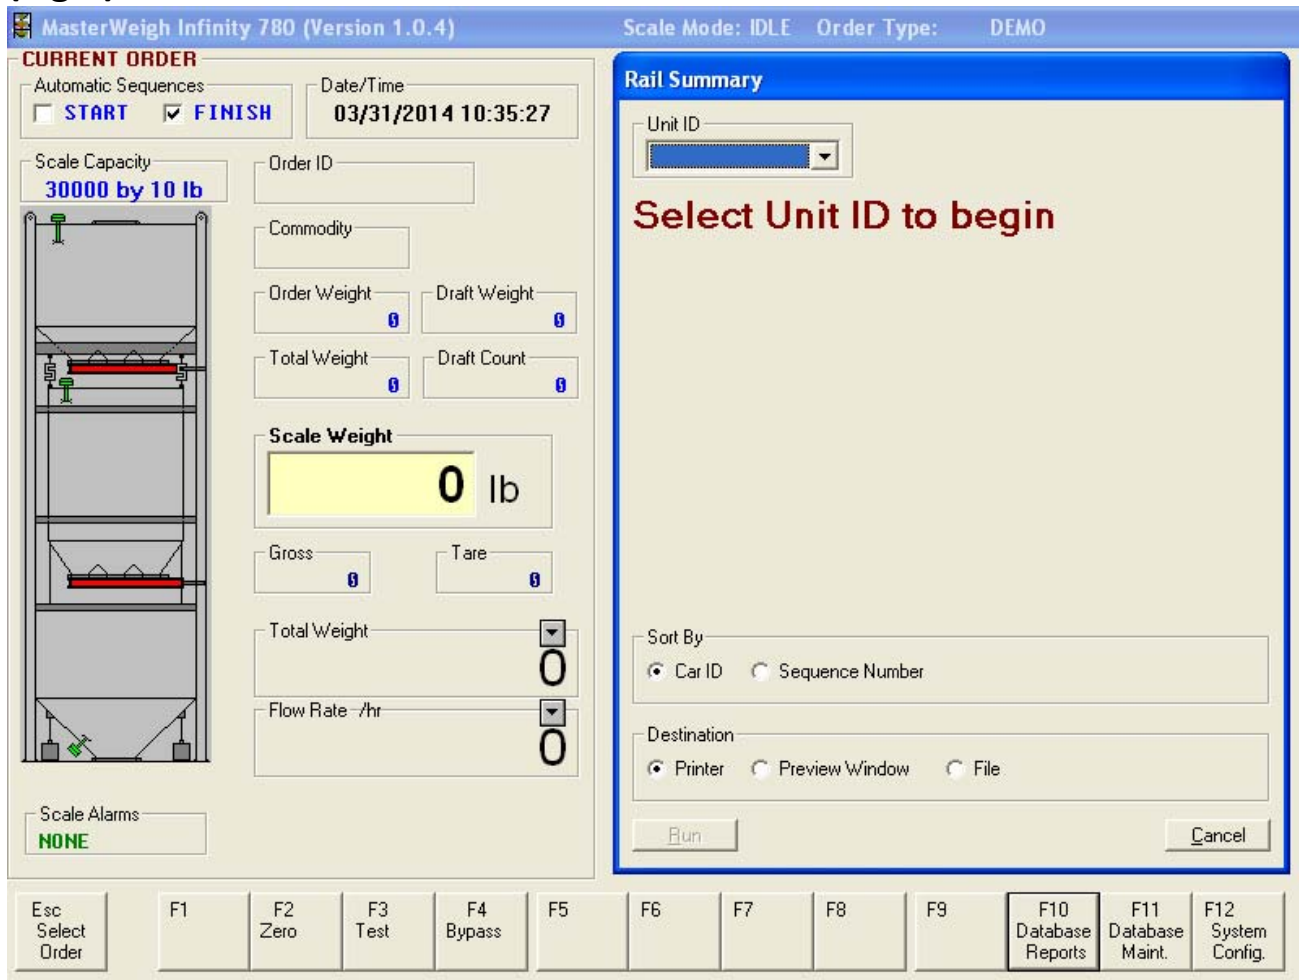 MasterWeigh Infinity 780 (Version 1.0.4)
Scale Mode: IDLE Order Type: DEMO
CURRENT ORDER
Automatic Sequences
START FINISH
Date/Time
03/31/2014 10:35:27
Scale Capacity
30000 by 10 lb
Order ID
Commodity
Order Weight
0
Draft Weight
0
Total Weight
0
Draft Count
0
Scale Weight
0 lb
Gross
0
Tare
0
Total Weight
0
Flow Rate -/hr
0
Scale Alarms
NONE
Rail Summary
Unit ID
Select Unit ID to begin
Sort By
Car ID Sequence Number
Destination
Printer Preview Window File
Run Cancel
Esc
Select
Order
F1
F2
Zero
F3
Test
F4
Bypass
F5
F6
F7
F8
F9
F10
Database
Reports
F11
Database
Maint.
F12
System
Config.